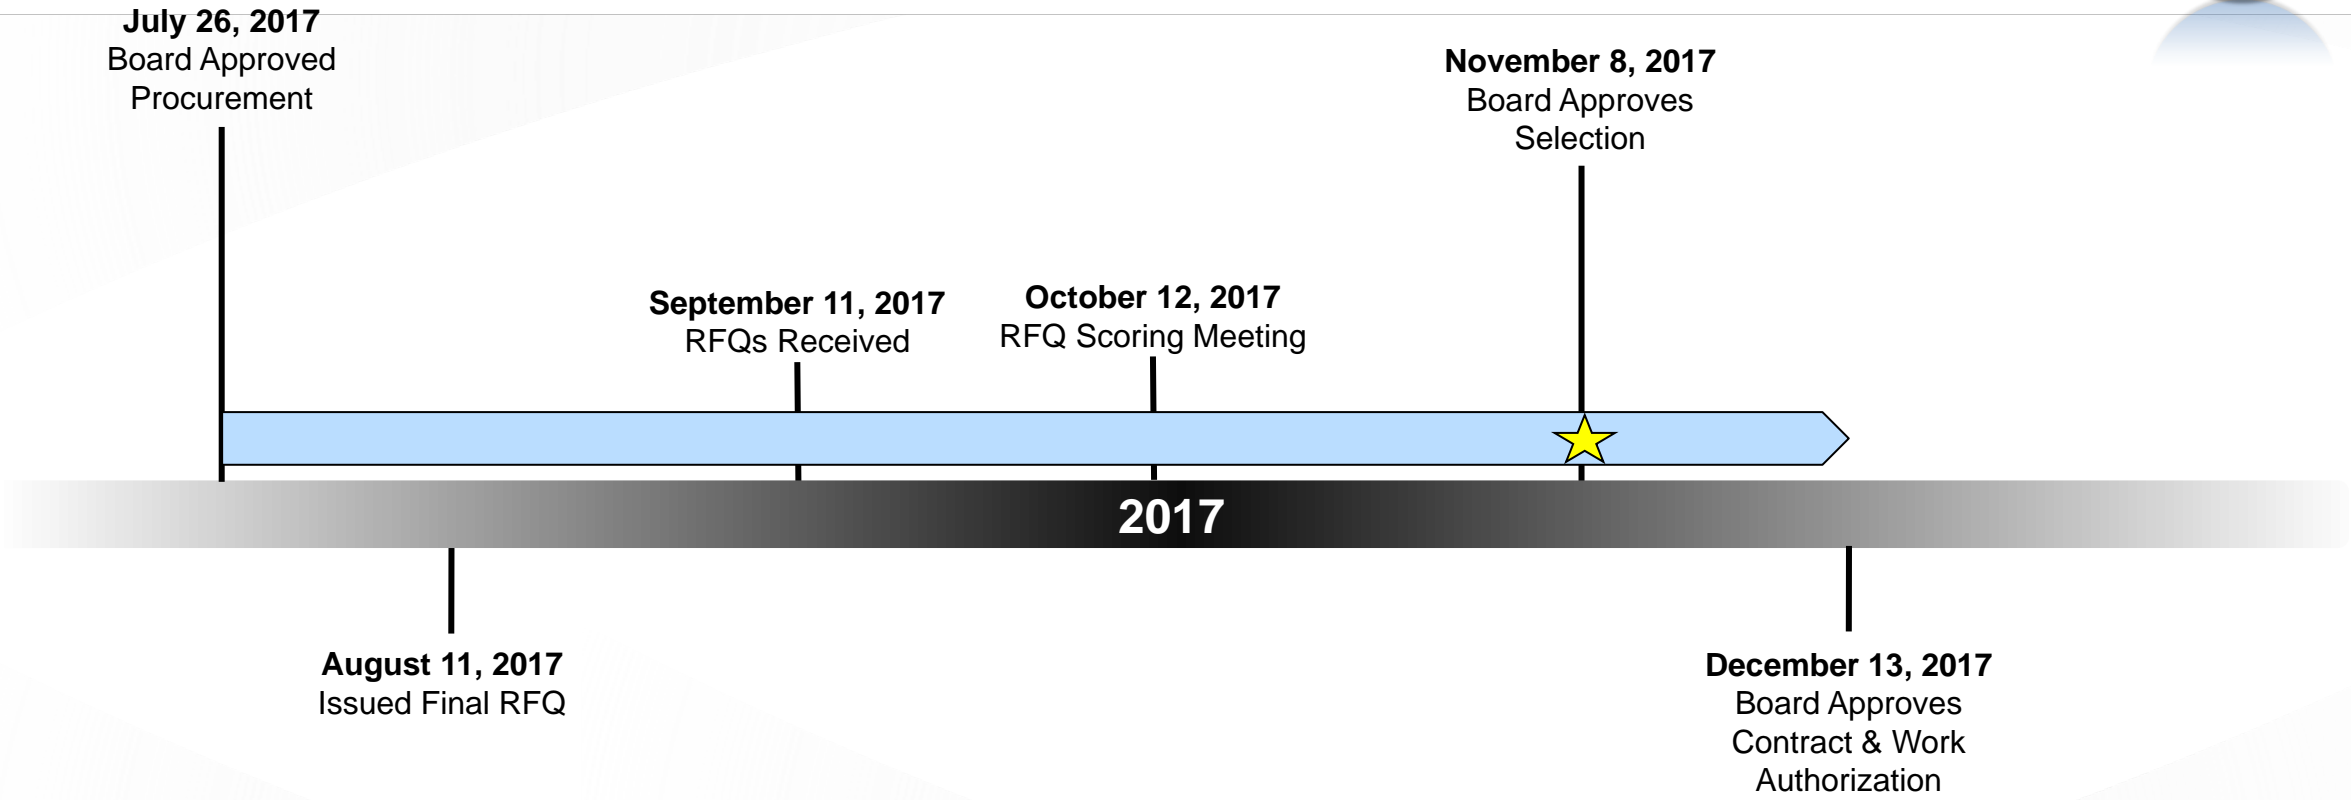 July 26, 2017
Board Approved
Procurement
November 8, 2017
Board Approves
Selection
September 11, 2017
RFQs Received
October 12, 2017
RFQ Scoring Meeting
2017
August 11, 2017
Issued Final RFQ
December 13, 2017
Board Approves
Contract & Work
Authorization